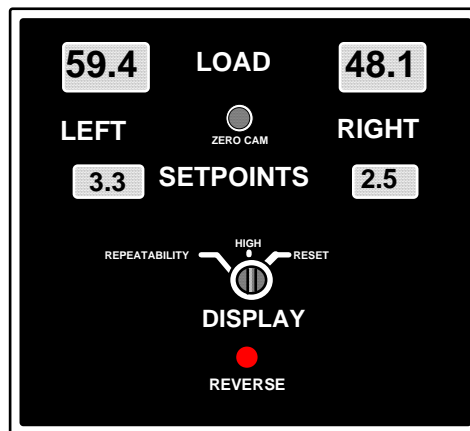 59.4 LOAD 48.1
LEFT ZERO CAM RIGHT
3.3 SETPOINTS 2.5
REPEATABILITY HIGH RESET
DISPLAY
REVERSE